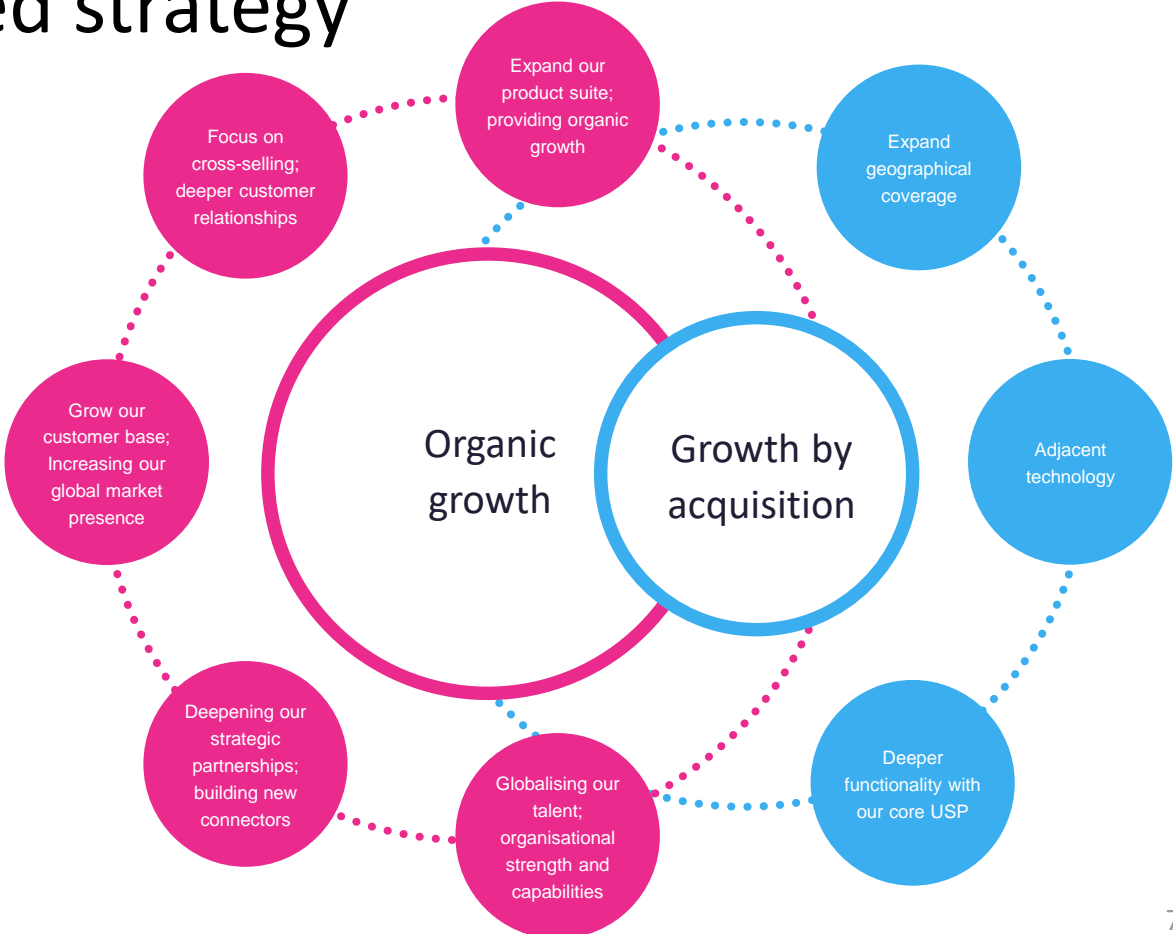 ed strategy
Expand our
product suite;
providing organic
growth
Focus on
cross-selling;
deeper customer
relationships
Expand
geographical
coverage
Grow our
customer base;
Increasing our
global market
presence
Organic
growth
Growth by
acquisition
Adjacent
technology
Deepening our
strategic
partnerships;
building new
connectors
Globalising our
talent;
organisational
strength and
capabilities
Deeper
functionality with
our core USP
7